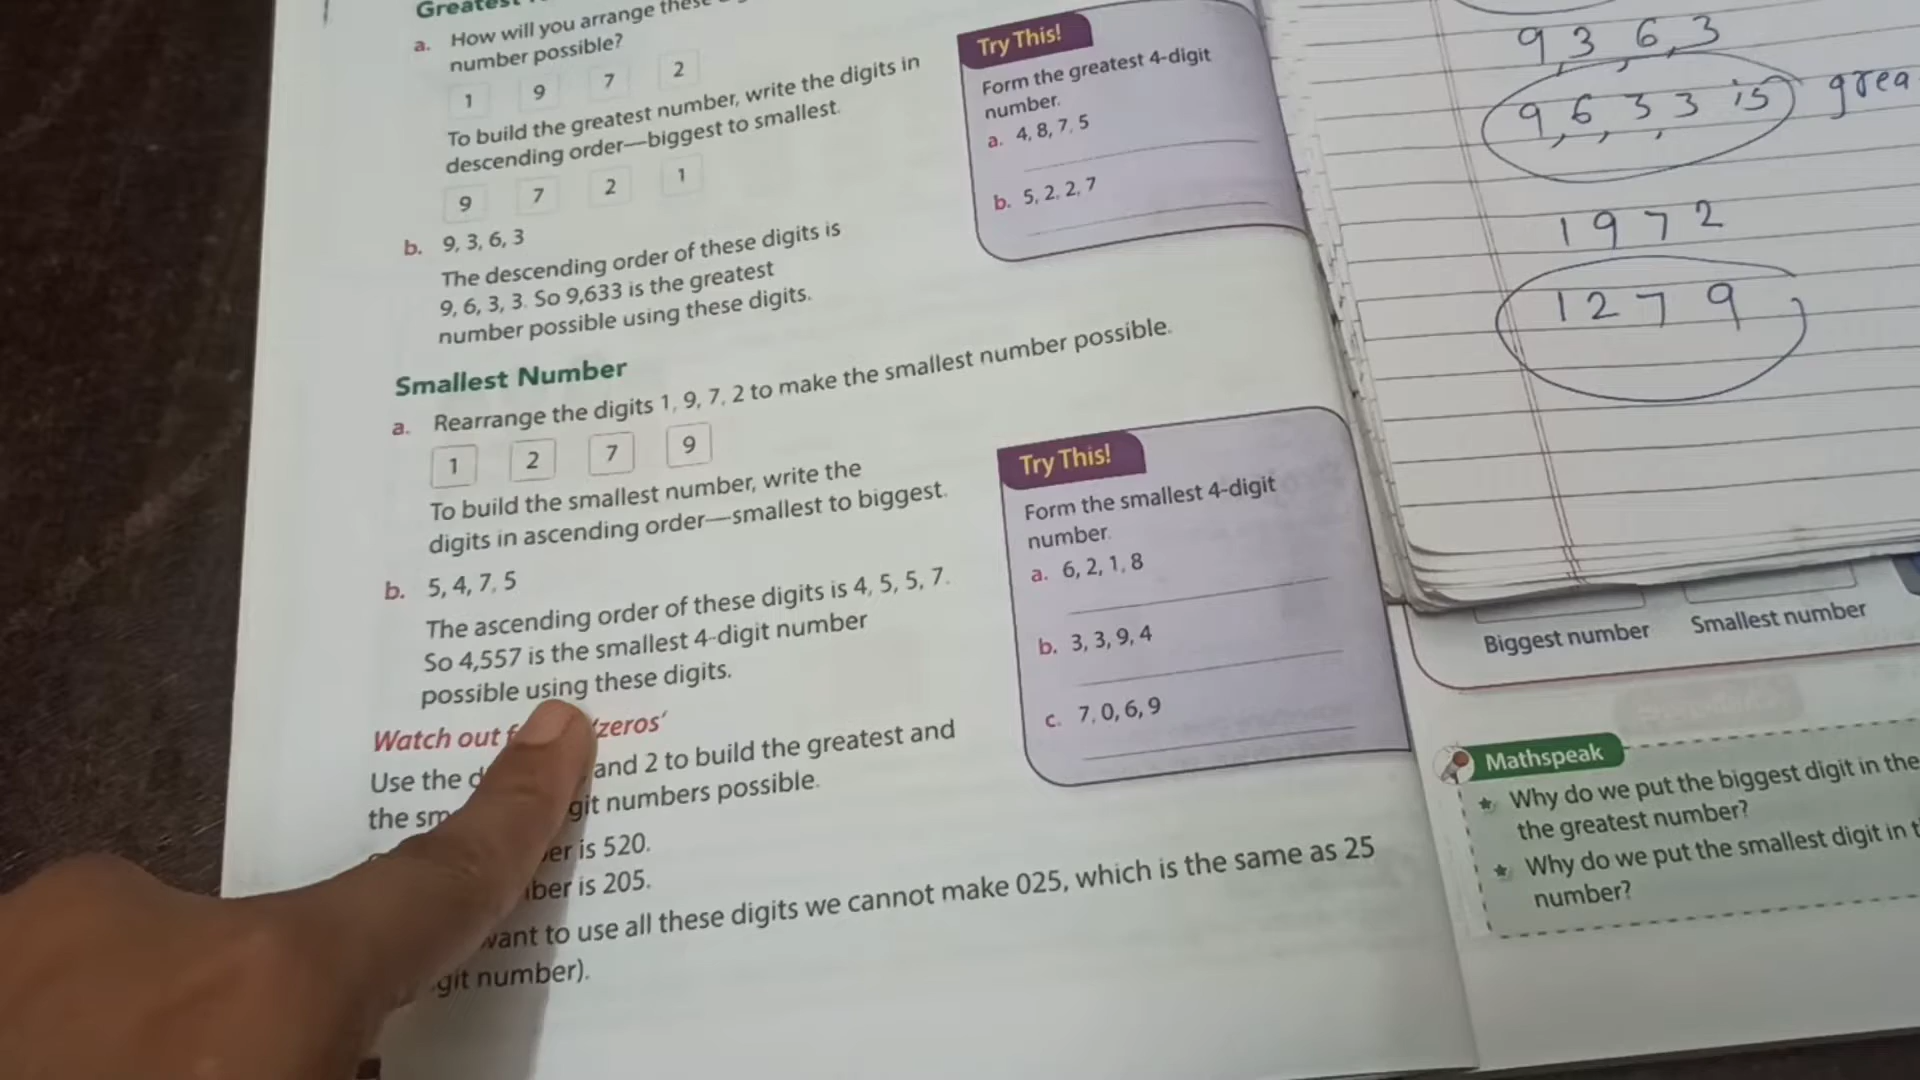 Greatest
a. How will you arrange these
number possible?
1 9 7 2
To build the greatest number, write the digits in
descending order—biggest to smallest.
9 7 2 1
b. 9, 3, 6, 3
The descending order of these digits is
9, 6, 3, 3. So 9,633 is the greatest
number possible using these digits.
Smallest Number
a. Rearrange the digits 1, 9, 7, 2 to make the smallest number possible.
1 2 7 9
To build the smallest number, write the
digits in ascending order—smallest to biggest.
b. 5, 4, 7, 5
The ascending order of these digits is 4, 5, 5, 7.
So 4,557 is the smallest 4-digit number
possible using these digits.
Watch out 'zeros'
Use the and 2 to build the greatest and
the numbers possible.
is 520.
is 205.
want to use all these digits we cannot make 025, which is the same as 25
number).
Try This!
Form the greatest 4-digit
number.
a. 4, 8, 7, 5
b. 5, 2, 2, 7
Try This!
Form the smallest 4-digit
number.
a. 6, 2, 1, 8
b. 3, 3, 9, 4
c. 7, 0, 6, 9
9, 3, 6, 3
9, 6, 3, 3 is
1 9 7 2
1 2 7 9
Biggest number Smallest number
Mathspeak
Why do we put the biggest digit in the
the greatest number?
Why do we put the smallest digit in
number?